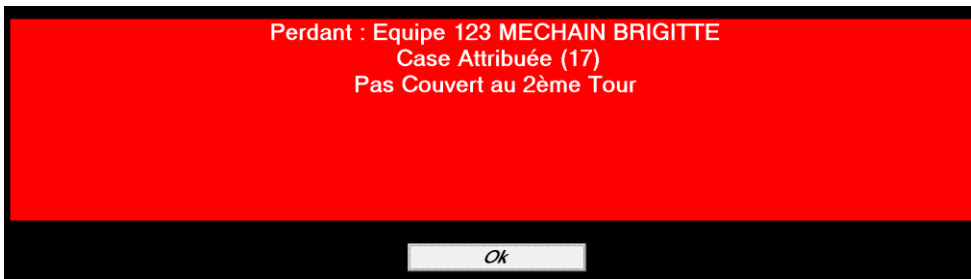 Perdant : Equipe 123 MECHAIN BRIGITTE
Case Attribuée (17)
Pas Couvert au 2ème Tour
Ok